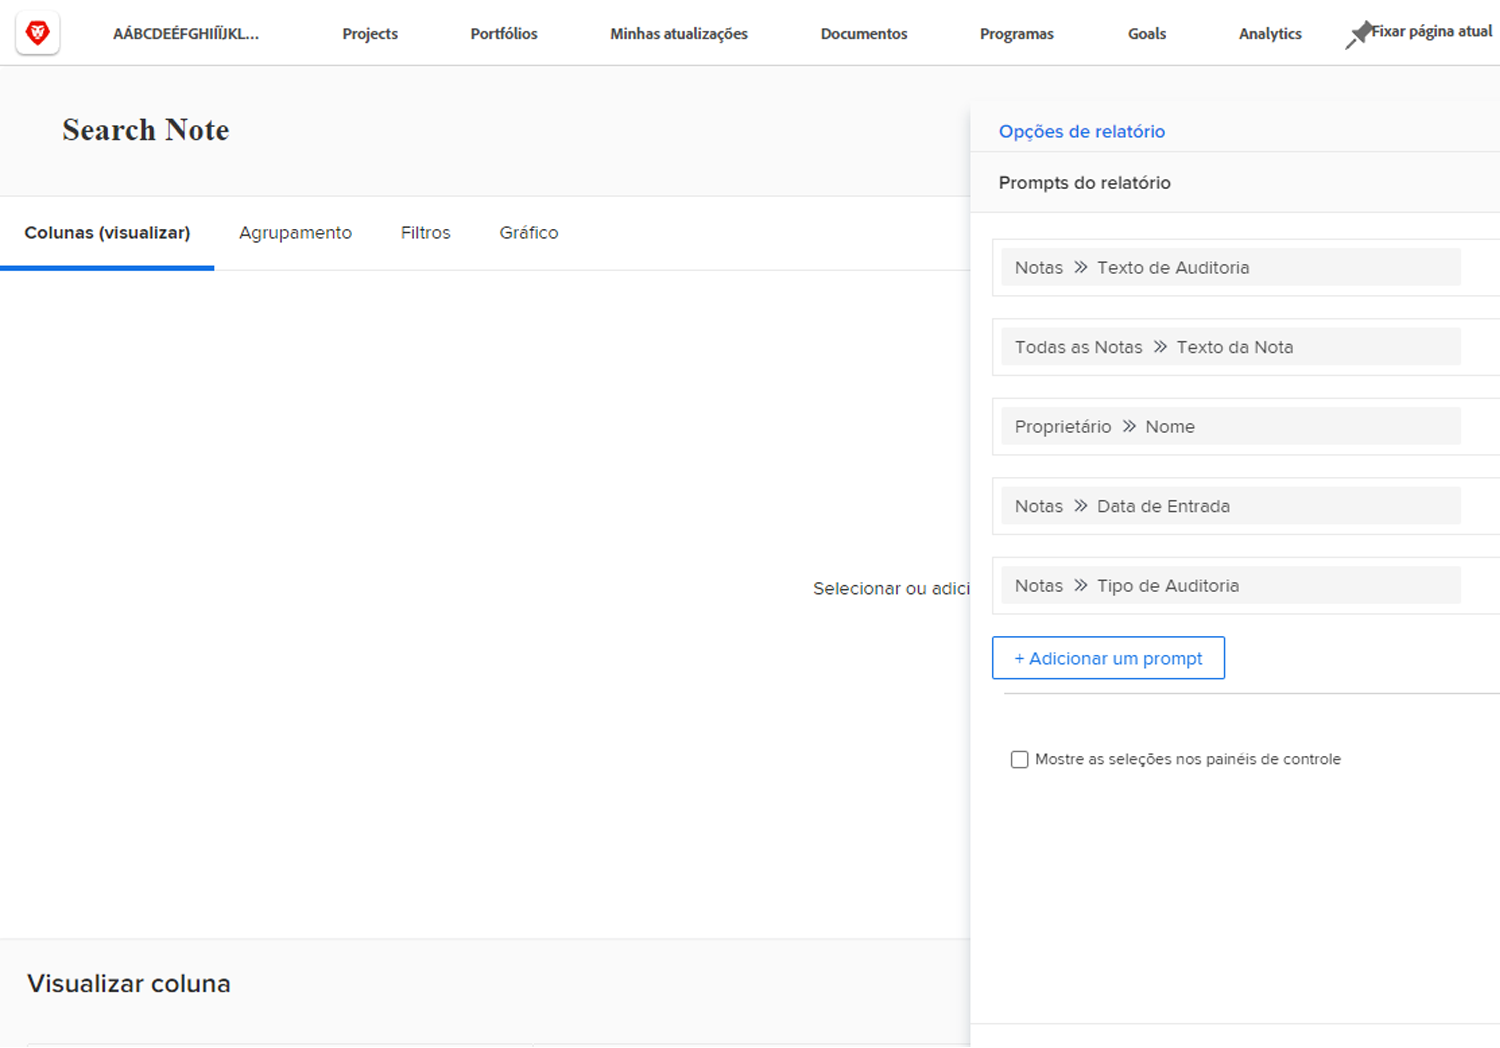 AÁBCDEÉFGHIÍĬJKL... Projects Portfólios Minhas atualizações Documentos Programas Goals Analytics Fixar página atual
Search Note
Opções de relatório
Prompts do relatório
Colunas (visualizar) Agrupamento Filtros Gráfico
Notas » Texto de Auditoria
Todas as Notas » Texto da Nota
Proprietário » Nome
Notas » Data de Entrada
Selecionar ou adici
Notas » Tipo de Auditoria
+ Adicionar um prompt
Mostre as seleções nos painéis de controle
Visualizar coluna